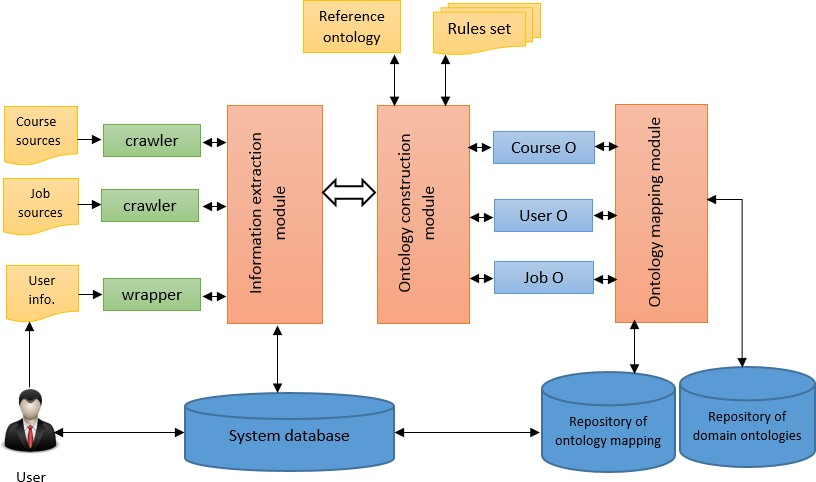 Reference
ontology
Rules set
Course
sources
crawler
Job
sources
crawler
User
info.
wrapper
Information extraction
module
Ontology construction
module
Course O
User O
Job O
Ontology mapping module
System database
Repository of
ontology mapping
Repository of
domain ontologies
User